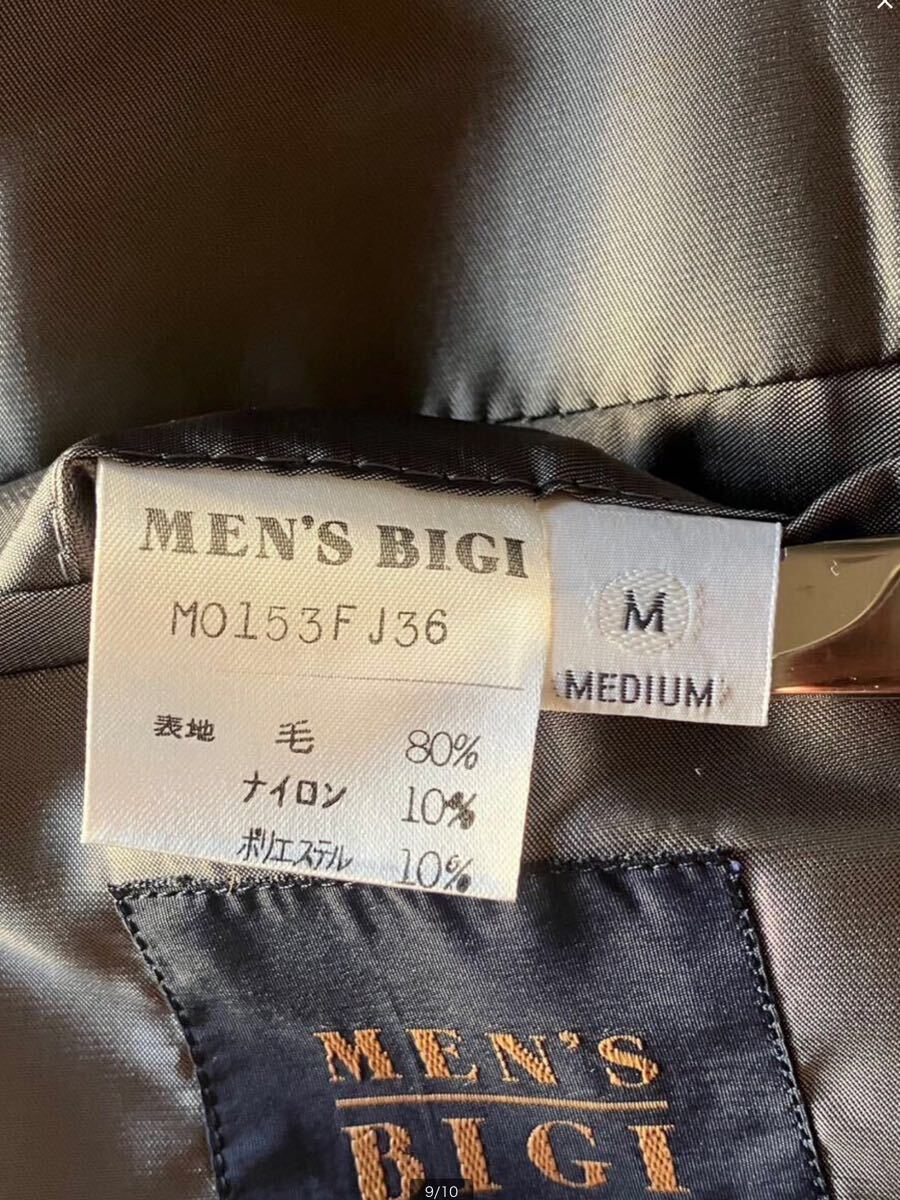 MEN'S BIGI
M0153FJ36
表地 毛 80%
ナイロン 10%
ポリエステル 10%
M
MEDIUM
MEN'S
BIGI
9/10